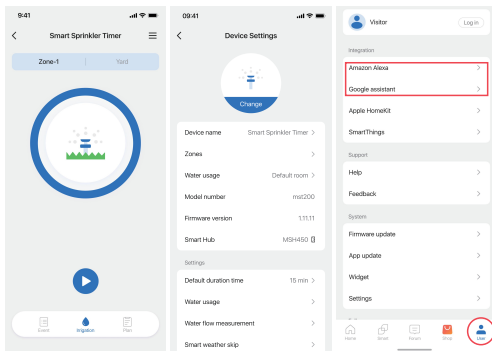 9:41
Smart Sprinkler Timer
Zone-1
Yard
Event
Irrigation
Plan
09:41
Device Settings
Change
Device name Smart Sprinkler Timer
Zones
Water usage Default room
Model number mst200
Firmware version 1.11.11
Smart Hub MSH450
Settings
Default duration time 15 min
Water usage
Water flow measurement
Smart weather skip
Visitor Log in
Integration
Amazon Alexa
Google assistant
Apple HomeKit
SmartThings
Support
Help
Feedback
System
Firmware update
App update
Widget
Settings
Home
Smart
Shop
User